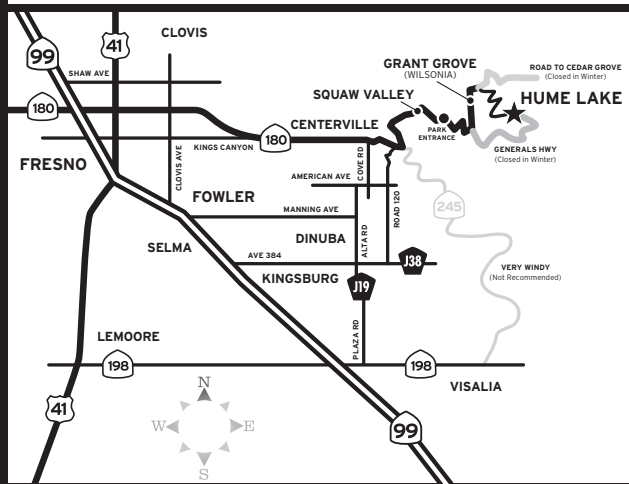 41
CLOVIS
99
SHAW AVE
180
GRANT GROVE
(WILSONIA)
ROAD TO CEDAR GROVE
(Closed in Winter)
SQUAW VALLEY
HUME LAKE
CENTERVILLE
180
PARK
ENTRANCE
KINGS CANYON
GENERALS HWY
(Closed in Winter)
FRESNO
CLOVIS AVE
COVE RD
AMERICAN AVE
FOWLER
ROAD 120
245
MANNING AVE
ALTA RD
DINUBA
SELMA
AVE 384
J38
KINGSBURG
J19
VERY WINDY
(Not Recommended)
PLAZA RD
LEMOORE
198
198
VISALIA
N
W
E
S
41
99